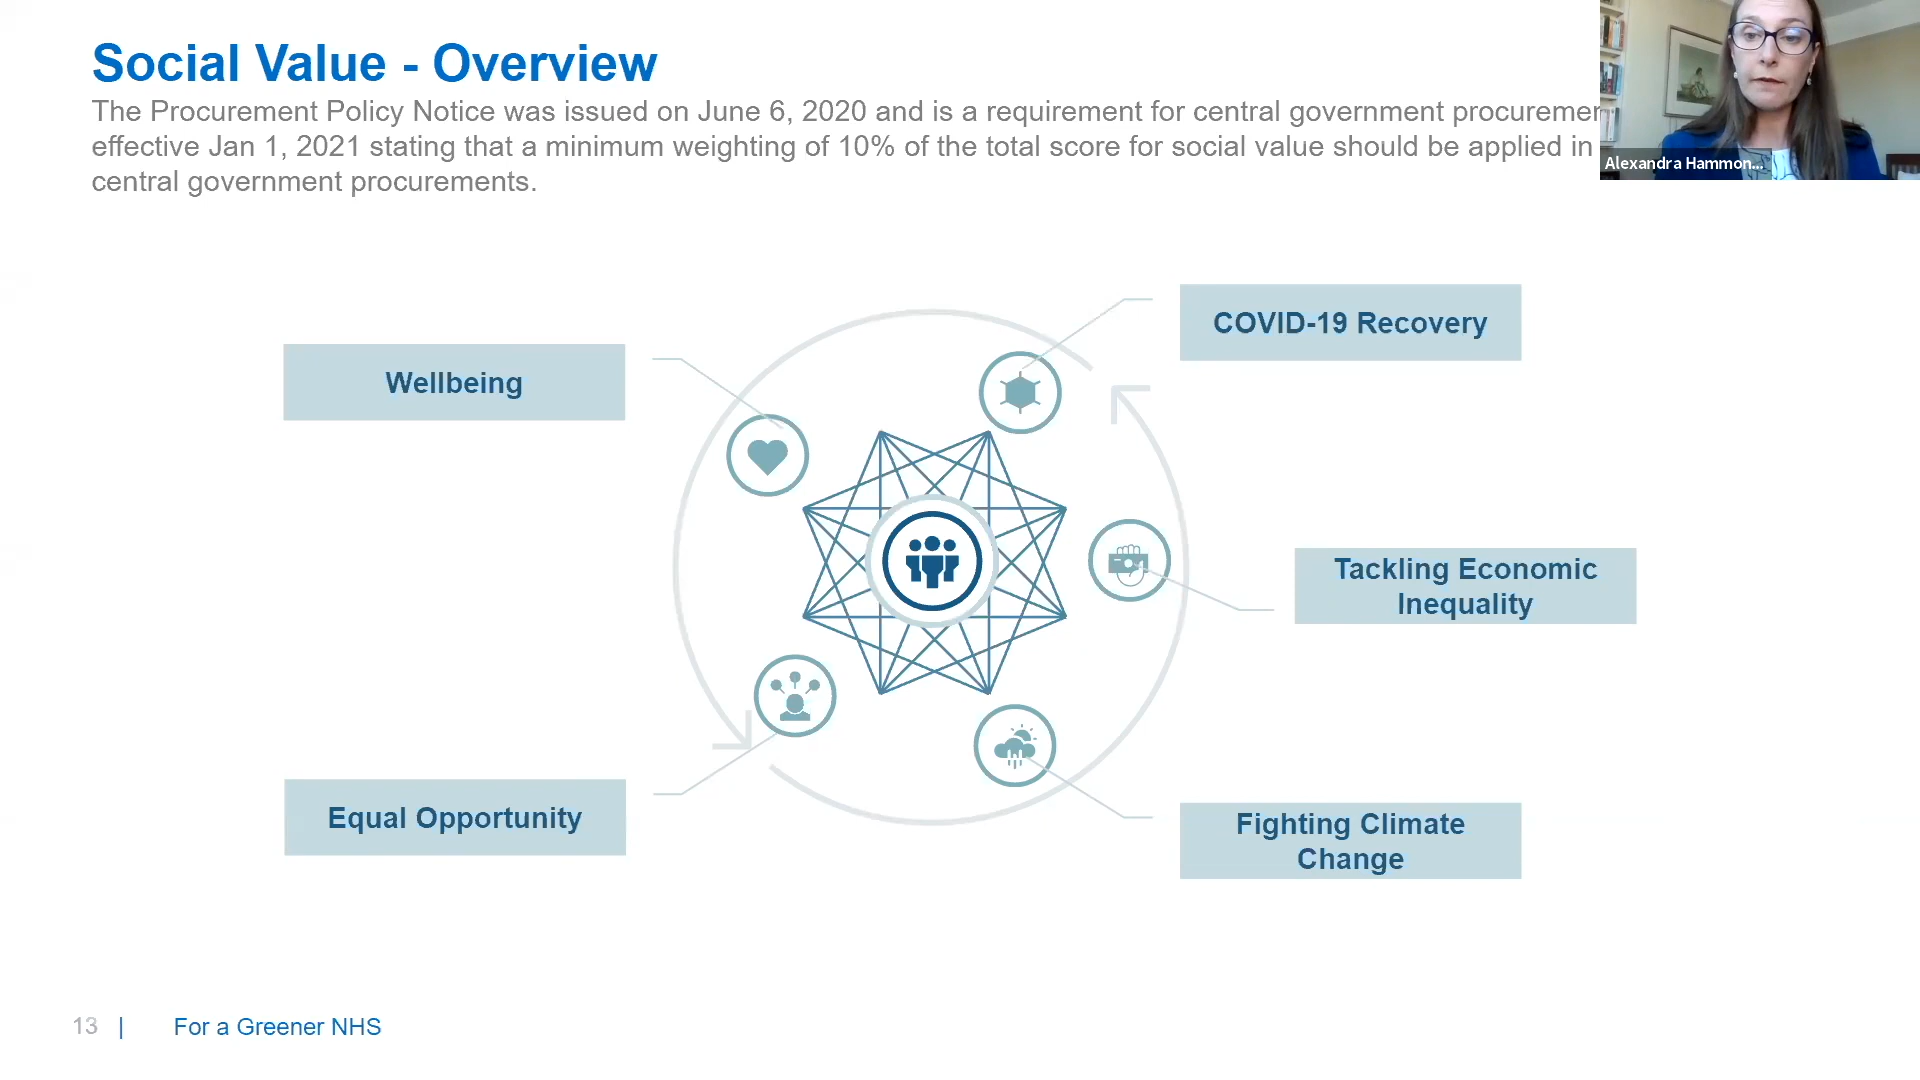 Social Value - Overview
The Procurement Policy Notice was issued on June 6, 2020 and is a requirement for central government
effective Jan 1, 2021 stating that a minimum weighting of 10% of the total score for social value should be applied in
central government procurements.
Alexandra Hammon...
COVID-19 Recovery
Wellbeing
Tackling Economic
Inequality
Equal Opportunity
Fighting Climate
Change
13 | For a Greener NHS